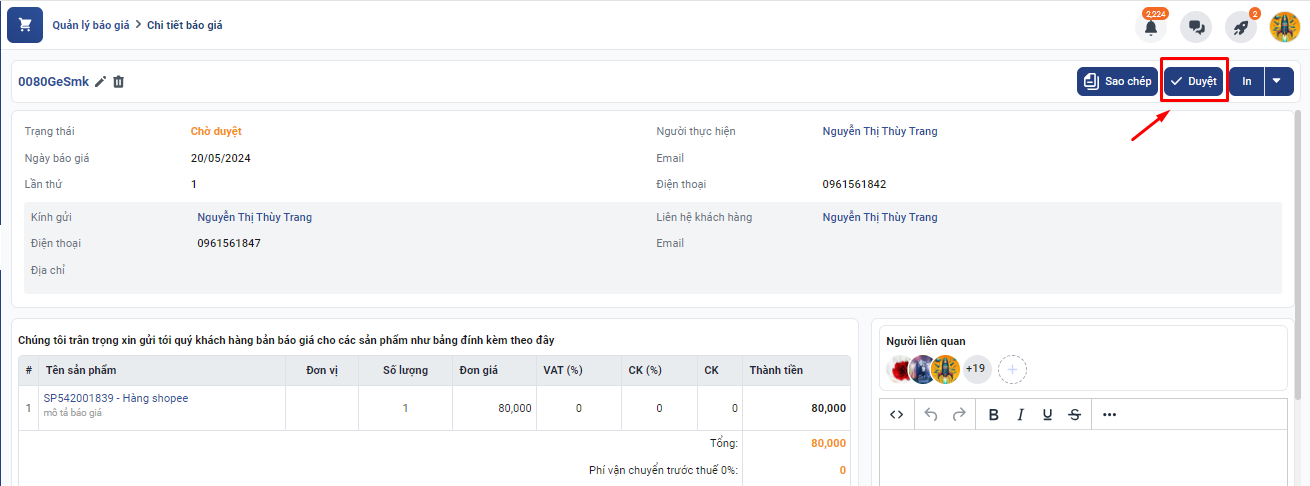 Quản lý báo giá > Chi tiết báo giá
2,224
2
0080GeSmk
Sao chép
Duyệt
In
Trạng thái Chờ duyệt Người thực hiện Nguyễn Thị Thùy Trang
Ngày báo giá 20/05/2024 Email
Lần thứ 1 Điện thoại 0961561842
Kính gửi Nguyễn Thị Thùy Trang Liên hệ khách hàng Nguyễn Thị Thùy Trang
Điện thoại 0961561847 Email
Địa chỉ
Chúng tôi trân trọng xin gửi tới quý khách hàng bản báo giá cho các sản phẩm như bảng đính kèm theo đây
# Tên sản phẩm Đơn vị Số lượng Đơn giá VAT (%) CK (%) CK Thành tiền
1 SP542001839 - Hàng shopee 1 80,000 0 0 0 80,000
mô tả báo giá
Tổng: 80,000
Phí vận chuyển trước thuế 0%: 0
Người liên quan
+19
B I U S